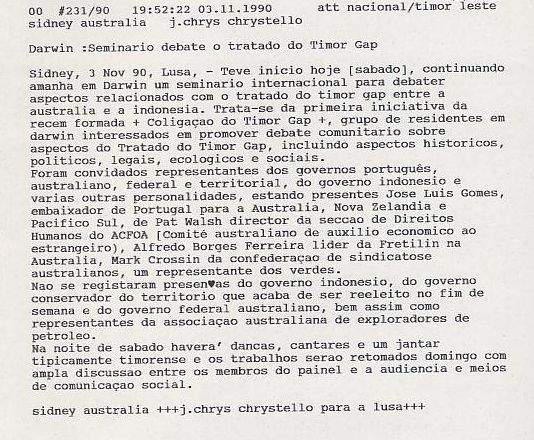 00  #231/90   19:52:22 03.11.1990      att nacional/timor leste
sidney australia   j.chrys chrystello
Darwin :Seminario debate o tratado do Timor Gap
Sidney, 3 Nov 90, Lusa, - Teve inicio hoje [sabado], continuando
amanha em Darwin um seminario internacional para debater
aspectos relacionados com o tratado do timor gap entre a
australia e a indonesia. Trata-se da primeira iniciativa da
recem formada + Coligaçao do Timor Gap +, grupo de residentes em
darwin interessados em promover debate comunitario sobre
aspectos do Tratado do Timor Gap, incluindo aspectos historicos,
politicos, legais, ecologicos e sociais.
Foram convidados representantes dos governos português,
australiano, federal e territorial, do governo indonesio e
varias outras personalidades, estando presentes Jose Luis Gomes,
embaixador de Portugal para a Australia, Nova Zelandia e
Pacifico Sul, de Pat Walsh director da seccao de Direitos
Humanos do ACFOA [Comité australiano de auxilio economico ao
estrangeiro), Alfredo Borges Ferreira lider da Fretilin na
Australia, Mark Crossin da confederaçao de sindicatose
australianos, um representante dos verdes.
Nao se registaram presen♥as do governo indonesio, do governo
conservador do territorio que acaba de ser reeleito no fim de
semana e do governo federal australiano, bem assim como
representantes da associaçao australiana de exploradores de
petroleo.
Na noite de sabado havera' dancas, cantares e um jantar
tipicamente timorense e os trabalhos serao retomados domingo com
ampla discussao entre os membros do painel e a audiencia e meios
de comunicaçao social.
sidney australia +++j.chrys chrystello para a lusa+++